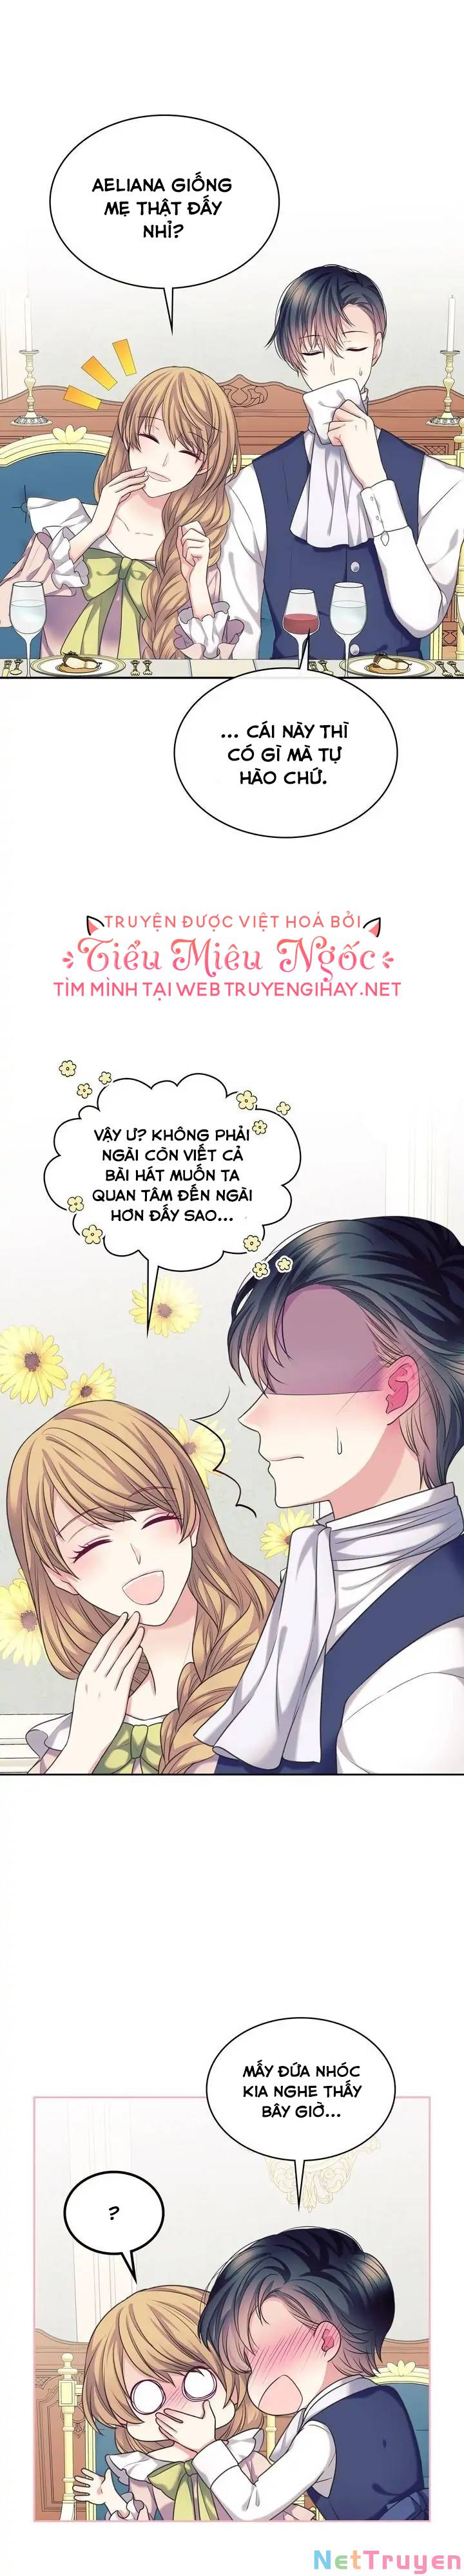 AELIANA GIỐNG
MẸ THẬT ĐẤY
NHỈ?
... CÁI NÀY THÌ
CÓ GÌ MÀ TỰ
HÀO CHỨ.
TRUYỆN ĐƯỢC VIỆT HOÁ BỞI
Tiểu Miêu Ngốc
TÌM MÌNH TẠI WEB TRUYENGIHAY.NET
VẬY Ư? KHÔNG PHẢI
NGÀI CÒN VIẾT CẢ
BÀI HÁT MUỐN TA
QUAN TÂM ĐẾN NGÀI
HƠN ĐẤY SAO...
MẤY ĐỨA NHÓC
KIA NGHE THẤY
BÂY GIỜ...
?
NetTruyen